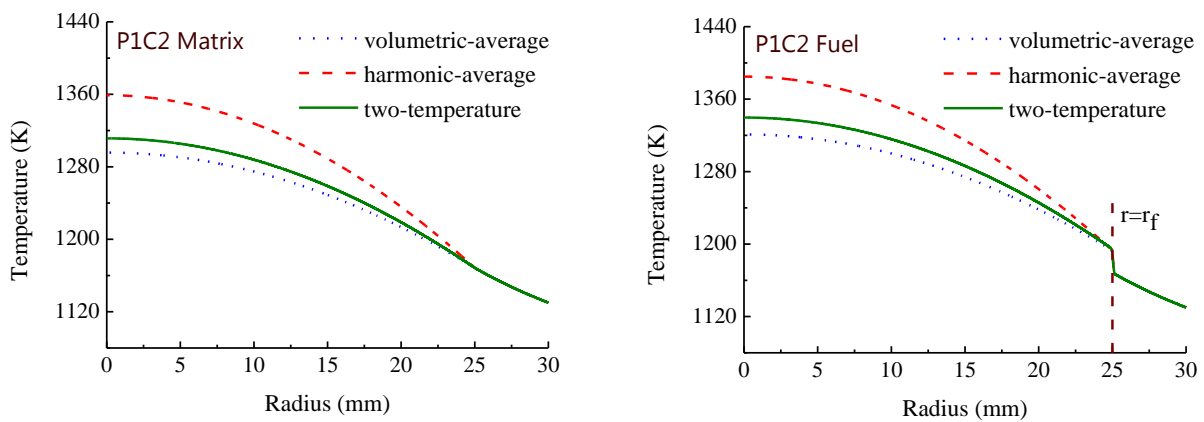 P1C2 Matrix
volumetric-average
harmonic-average
two-temperature
Temperature (K)
1440
1360
1280
1200
1120
0 5 10 15 20 25 30
Radius (mm)
P1C2 Fuel
volumetric-average
harmonic-average
two-temperature
r=r_f
Temperature (K)
1440
1360
1280
1200
1120
0 5 10 15 20 25 30
Radius (mm)